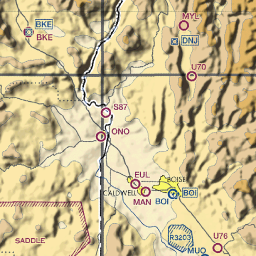 MYL
BKE
BKE
DNJ
U70
S87
ONO
EUL
BOISE
CALDWELL
MAN
BOI
BOI
R3203
SADDLE
U76
MUO